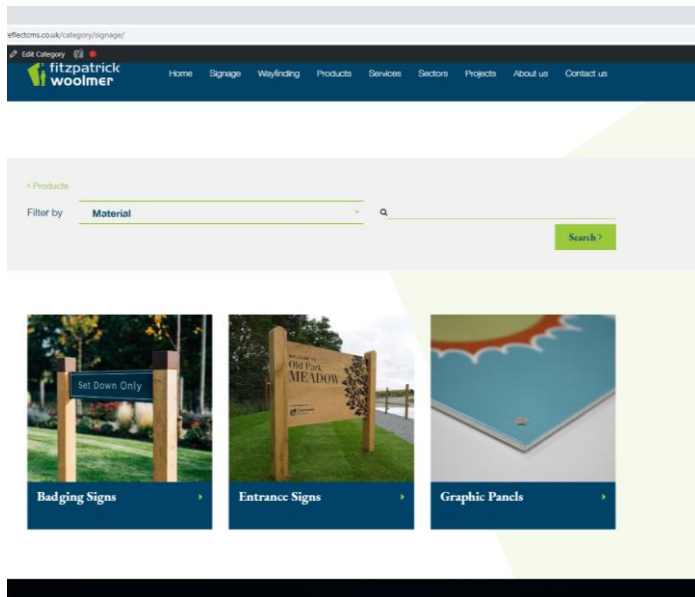 reflectcms.co.uk/category/signage/
Edit Category
fitzpatrick
woolmer
Home Signage Wayfinding Products Services Sectors Projects About us Contact us
‹ Products
Filter by Material
Search ›
Set Down Only
WELCOME TO
Old Park
MEADOW
Badging Signs
Entrance Signs
Graphic Panels